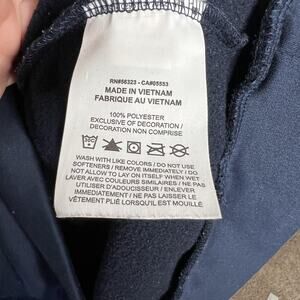 RN#56323 - CA#05553
MADE IN VIETNAM
FABRIQUE AU VIETNAM
100% POLYESTER
EXCLUSIVE OF DECORATION /
DECORATION NON COMPRISE
WASH WITH LIKE COLORS / DO NOT USE
SOFTENERS / REMOVE IMMEDIATELY / DO
NOT ALLOW TO LAY ON ITSELF WHEN WET
LAVER AVEC COULEURS SIMILAIRES / NE PAS
UTILISER D'ADOUCISSEUR / ENLEVER
IMMÉDIATEMENT / NE PAS LAISSER LE
VÊTEMENT PLIÉ LORSQU'IL EST MOUILLÉ